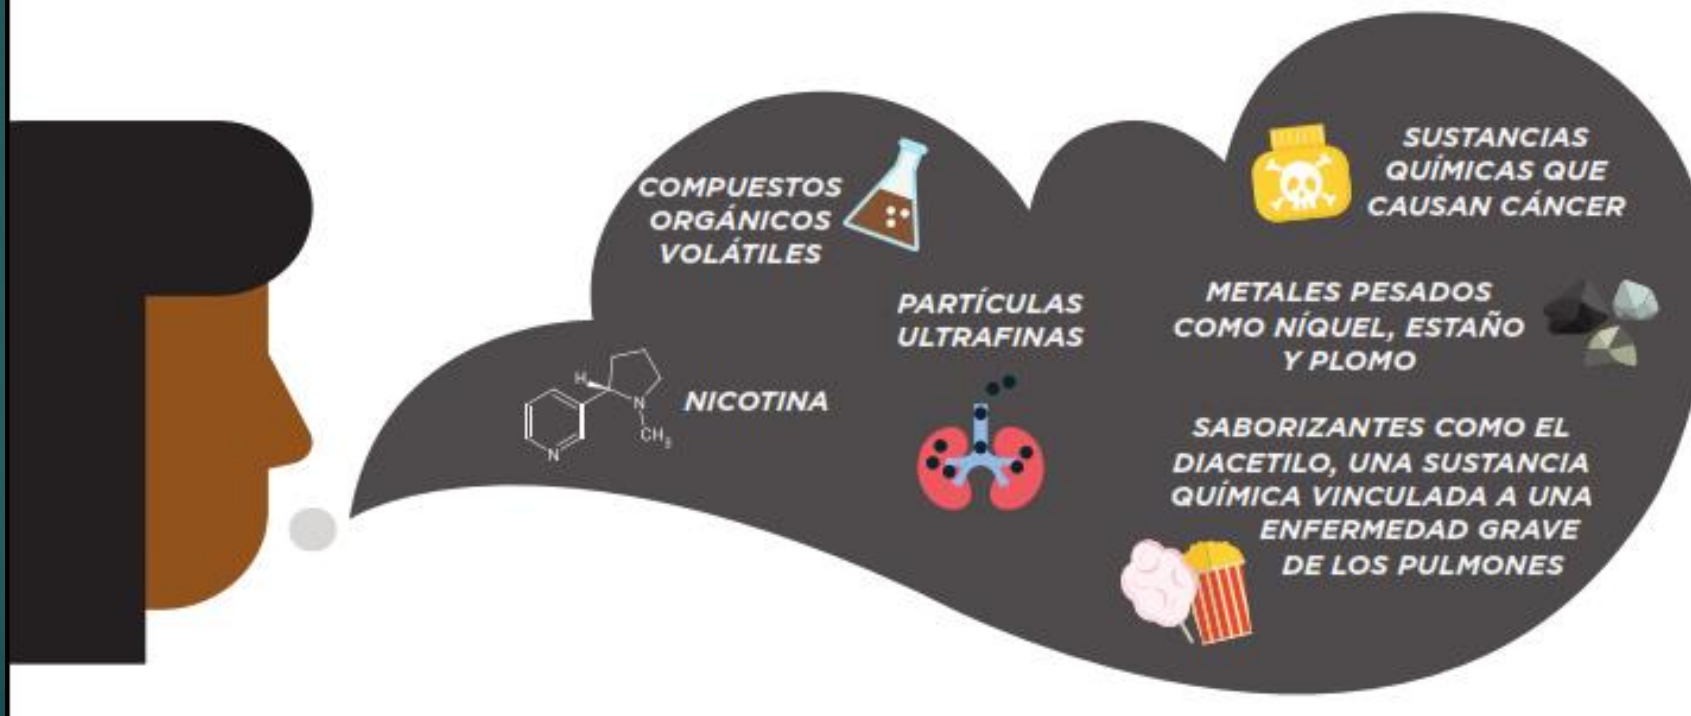 COMPUESTOS
ORGÁNICOS
VOLÁTILES
SUSTANCIAS
QUÍMICAS QUE
CAUSAN CÁNCER
PARTÍCULAS
ULTRAFINAS
METALES PESADOS
COMO NÍQUEL, ESTAÑO
Y PLOMO
H
N
CH₃
N
NICOTINA
SABORIZANTES COMO EL
DIACETILO, UNA SUSTANCIA
QUÍMICA VINCULADA A UNA
ENFERMEDAD GRAVE
DE LOS PULMONES